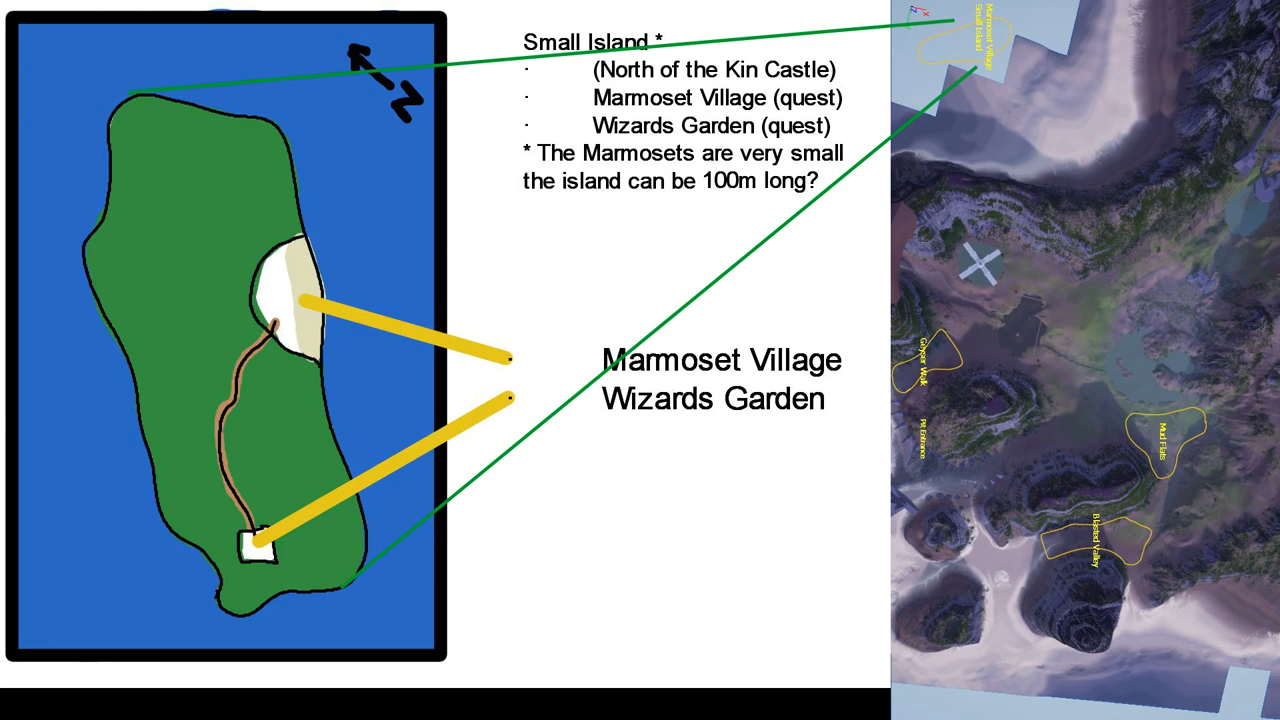 N
Small Island *
· (North of the Kin Castle)
· Marmoset Village (quest)
· Wizards Garden (quest)
* The Marmosets are very small
the island can be 100m long?
Marmoset Village
Wizards Garden
Marmoset Village
Small Island
Geyser Walk
PR Entrance
Mud Flats
Blasted Valley
X
Z